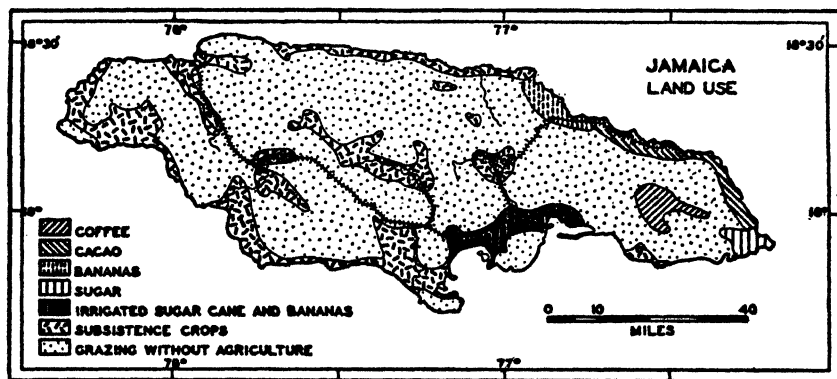 78°
77°
18°30'
18°30'
JAMAICA
LAND USE
18°
18°
COFFEE
CACAO
BANANAS
SUGAR
IRRIGATED SUGAR CANE AND BANANAS
SUBSISTENCE CROPS
GRAZING WITHOUT AGRICULTURE
0 10 40
MILES
78°
77°